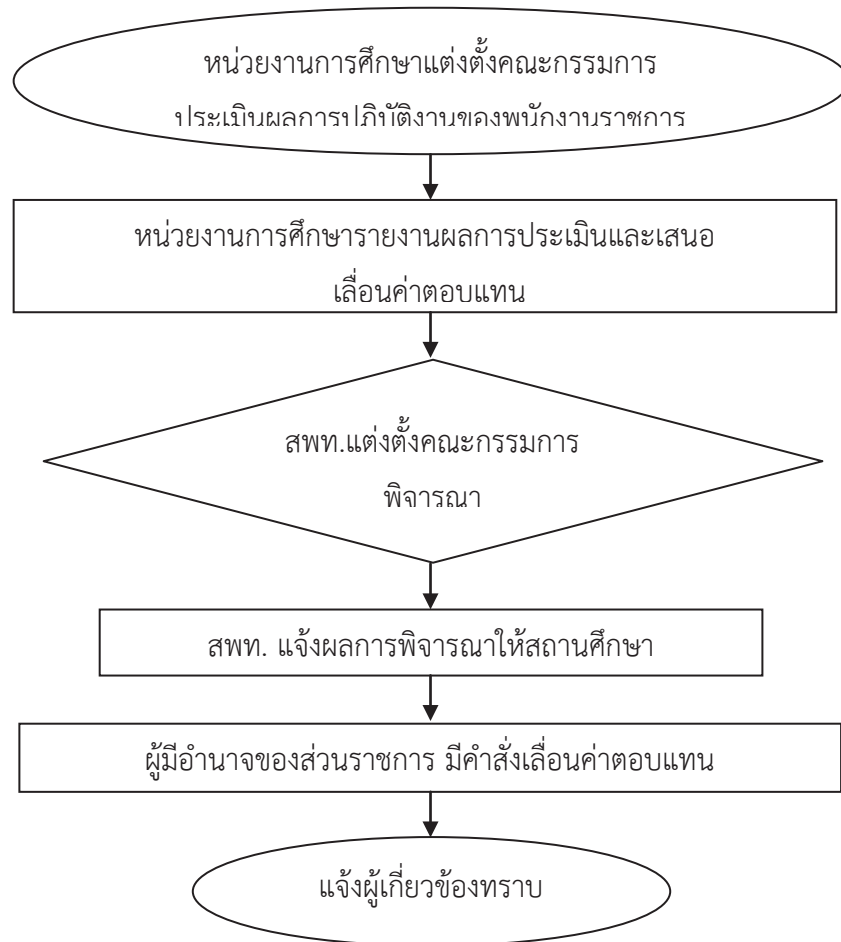 หน่วยงานการศึกษาแต่งตั้งคณะกรรมการ
ประเมินผลการปฏิบัติงานของพนักงานราชการ
หน่วยงานการศึกษารายงานผลการประเมินและเสนอ
เลื่อนค่าตอบแทน
สพท.แต่งตั้งคณะกรรมการ
พิจารณา
สพท. แจ้งผลการพิจารณาให้สถานศึกษา
ผู้มีอำนาจของส่วนราชการ มีคำสั่งเลื่อนค่าตอบแทน
แจ้งผู้เกี่ยวข้องทราบ